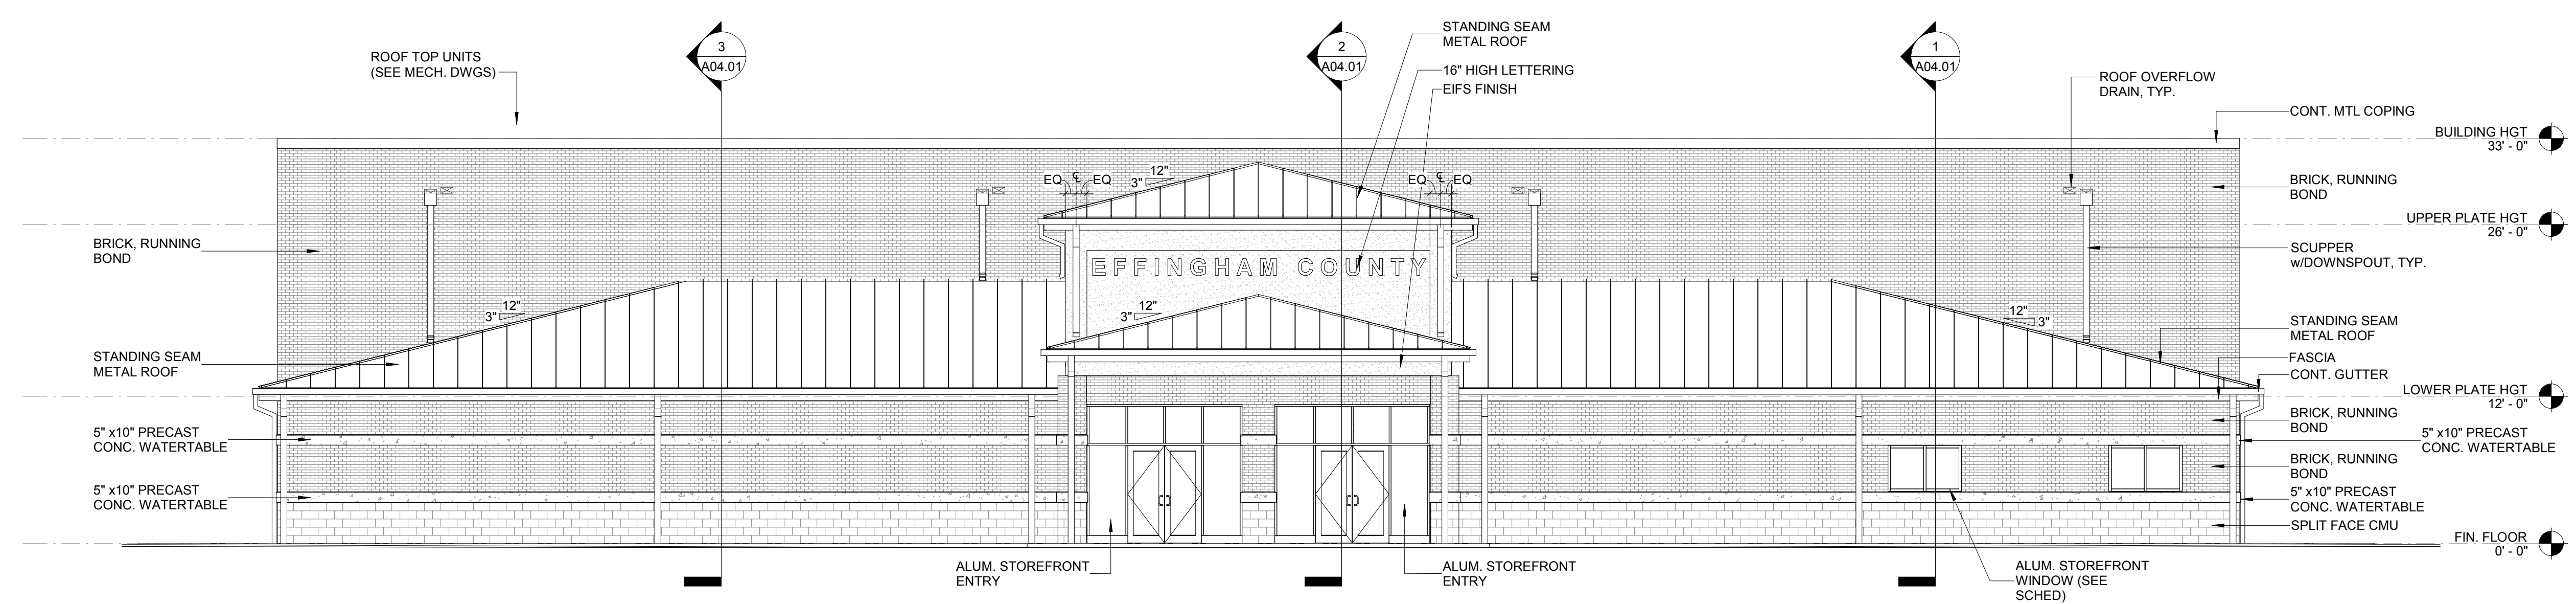 3
A04.01
2
A04.01
1
A04.01
ROOF TOP UNITS
(SEE MECH. DWGS)
STANDING SEAM
METAL ROOF
16" HIGH LETTERING
EIFS FINISH
ROOF OVERFLOW
DRAIN, TYP.
CONT. MTL COPING
BUILDING HGT
33' - 0"
BRICK, RUNNING
BOND
UPPER PLATE HGT
26' - 0"
SCUPPER
w/DOWNSPOUT, TYP.
EQ
℄
EQ
12"
3"
EQ
℄
EQ
BRICK, RUNNING
BOND
EFFINGHAM COUNTY
12"
3"
12"
3"
12"
3"
STANDING SEAM
METAL ROOF
STANDING SEAM
METAL ROOF
FASCIA
CONT. GUTTER
LOWER PLATE HGT
12' - 0"
BRICK, RUNNING
BOND
5" x10" PRECAST
CONC. WATERTABLE
5" x10" PRECAST
CONC. WATERTABLE
BRICK, RUNNING
BOND
5" x10" PRECAST
CONC. WATERTABLE
5" x10" PRECAST
CONC. WATERTABLE
SPLIT FACE CMU
FIN. FLOOR
0' - 0"
ALUM. STOREFRONT
ENTRY
ALUM. STOREFRONT
ENTRY
ALUM. STOREFRONT
WINDOW (SEE
SCHED)